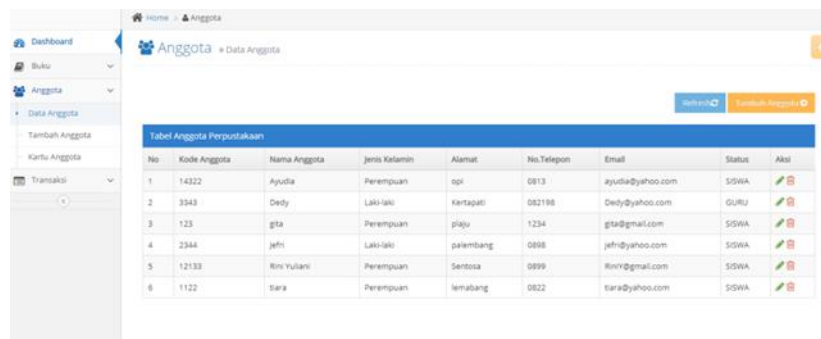 Home > Anggota
Dashboard
Buku
Anggota
Data Anggota
Tambah Anggota
Kartu Anggota
Transaksi
Anggota » Data Anggota
Refresh Tambah Anggota
Tabel Anggota Perpustakaan
No Kode Anggota Nama Anggota Jenis Kelamin Alamat No.Telepon Email Status Aksi
1 14322 Ayudia Perempuan opi 0813 ayudia@yahoo.com SISWA
2 3343 Dedy Laki-laki Kertapati 082198 Dedy@yahoo.com GURU
3 123 gita Perempuan plaju 1234 gita@gmail.com SISWA
4 2344 jefri Laki-laki palembang 0898 jefri@yahoo.com SISWA
5 12133 Rini Yuliani Perempuan Sentosa 0899 RiniY@gmail.com SISWA
6 1122 tiara Perempuan lemabang 0822 tiara@yahoo.com SISWA